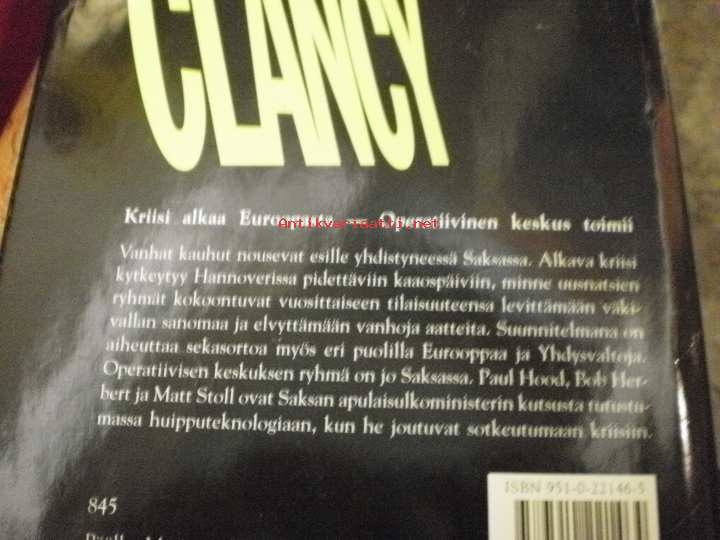 CLANCY
Kriisi alkaa Euroopasta — Operatiivinen keskus toimii
Antikvariaatti.net
Vanhat kauhut nousevat esille yhdistyneessä Saksassa. Alkava kriisi
kytkeytyy Hannoverissa pidettäviin kaaospäiviin, minne uusnatsien
ryhmät kokoontuvat vuosittaiseen tilaisuuteensa levittämään väki-
vallan sanomaa ja elvyttämään vanhoja aatteita. Suunnitelmana on
aiheuttaa sekasortoa myös eri puolilla Eurooppaa ja Yhdysvaltoja.
Operatiivisen keskuksen ryhmä on jo Saksassa. Paul Hood, Bob Her-
bert ja Matt Stoll ovat Saksan apulaisulkoministerin kutsusta tutustu-
massa huipputeknologiaan, kun he joutuvat sotkeutumaan kriisiin.
ISBN 951-0-22146-5
845